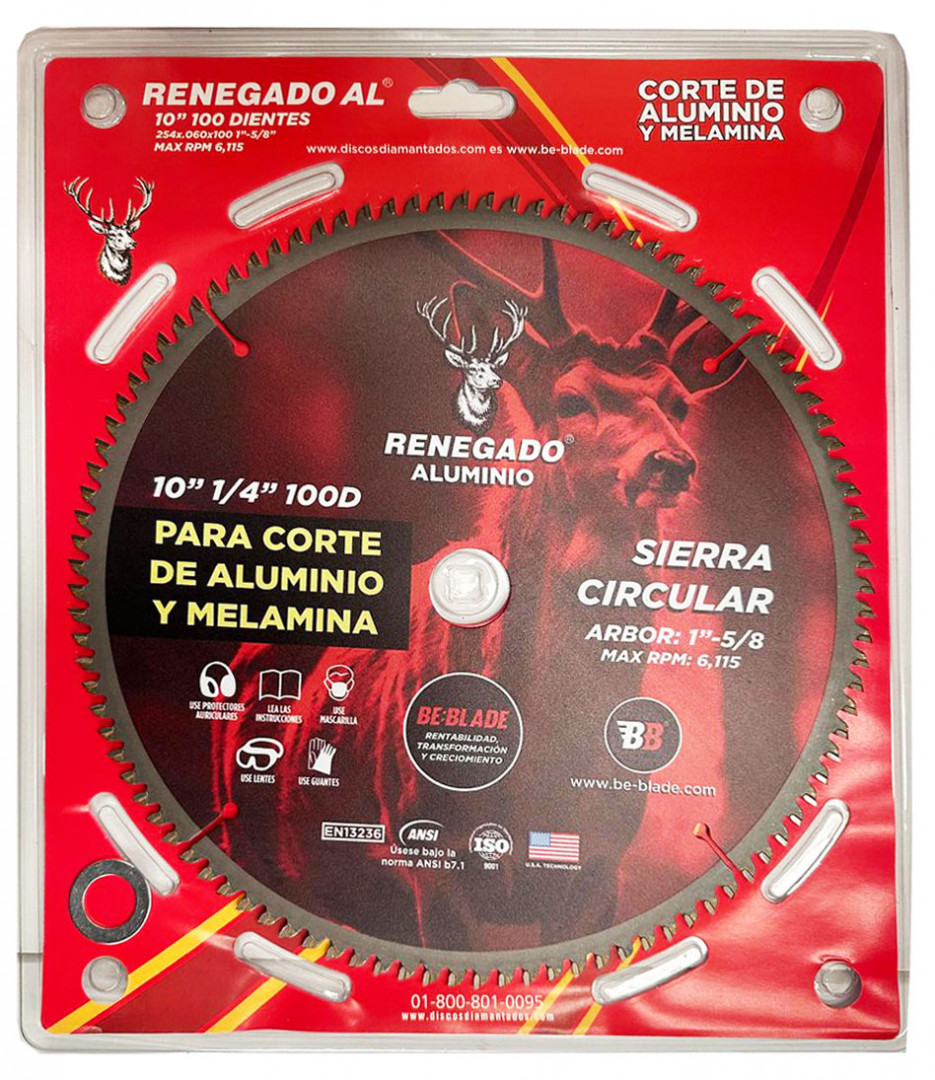 RENEGADO AL®
10” 100 DIENTES
254x.060x100 1”-5/8”
MAX RPM 6,115
www.discosdiamantados.com es www.be-blade.com
CORTE DE
ALUMINIO
Y MELAMINA
RENEGADO®
ALUMINIO
10” 1/4” 100D
PARA CORTE
DE ALUMINIO
Y MELAMINA
SIERRA
CIRCULAR
ARBOR: 1”-5/8
MAX RPM: 6,115
USE PROTECTORES
AURICULARES
LEA LAS
INSTRUCCIONES
USE
MASCARILLA
USE LENTES
USE GUANTES
BE:BLADE
RENTABILIDAD,
TRANSFORMACIÓN
Y CRECIOMIENTO
BB
www.be-blade.com
EN13236
ANSI
Úsese bajo la
norma ANSI b7.1
ISO
9001
U.S.A. TECHNOLOGY
01-800-801-0095
www.discosdiamantados.com